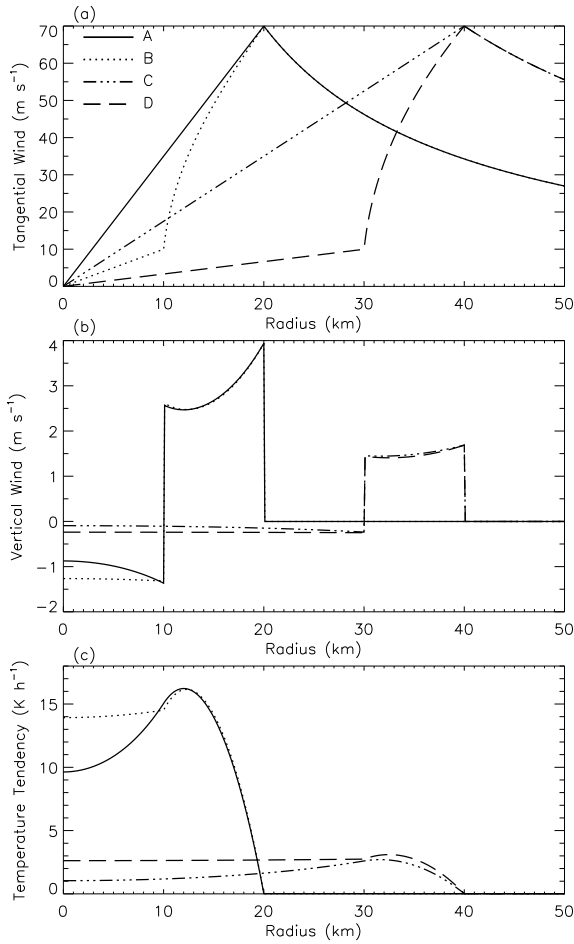 (a)
Tangential Wind (m s⁻¹)
70
60
50
40
30
20
10
0
A
B
C
D
0 10 20 30 40 50
Radius (km)
(b)
Vertical Wind (m s⁻¹)
4
3
2
1
0
−1
−2
0 10 20 30 40 50
Radius (km)
(c)
Temperature Tendency (K h⁻¹)
15
10
5
0
0 10 20 30 40 50
Radius (km)